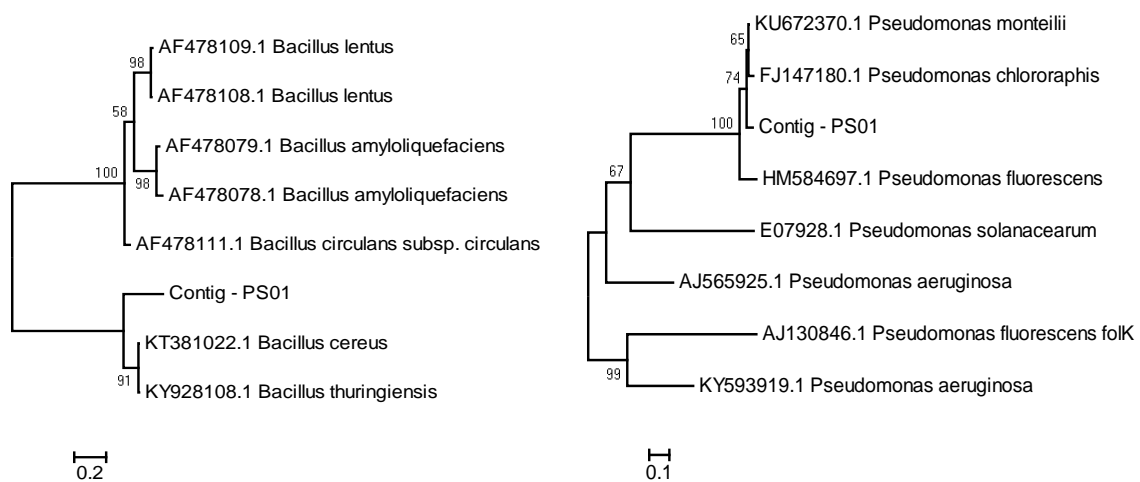 AF478109.1 Bacillus lentus
98
AF478108.1 Bacillus lentus
58
AF478079.1 Bacillus amyloliquefaciens
100
98
AF478078.1 Bacillus amyloliquefaciens
AF478111.1 Bacillus circulans subsp. circulans
Contig - PS01
KT381022.1 Bacillus cereus
91
KY928108.1 Bacillus thuringiensis
0.2
KU672370.1 Pseudomonas monteilii
65
74
FJ147180.1 Pseudomonas chlororaphis
100
Contig - PS01
67
HM584697.1 Pseudomonas fluorescens
E07928.1 Pseudomonas solanacearum
AJ565925.1 Pseudomonas aeruginosa
AJ130846.1 Pseudomonas fluorescens folK
99
KY593919.1 Pseudomonas aeruginosa
0.1